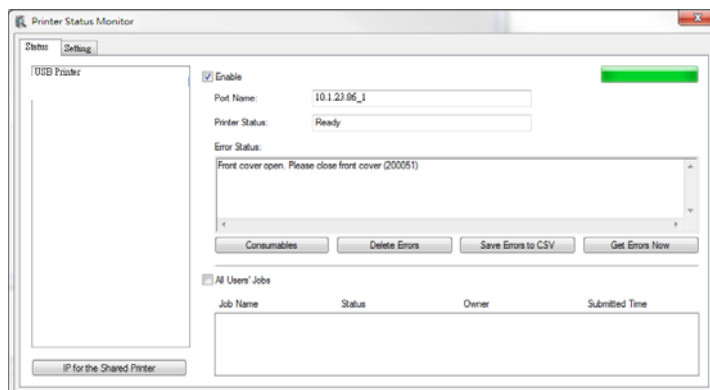 Printer Status Monitor
Status Setting
USB Printer
Enable
Port Name: 10.1.23.86_1
Printer Status: Ready
Error Status:
Front cover open. Please close front cover (200051)
Consumables Delete Errors Save Errors to CSV Get Errors Now
All Users' Jobs
Job Name Status Owner Submitted Time
IP for the Shared Printer